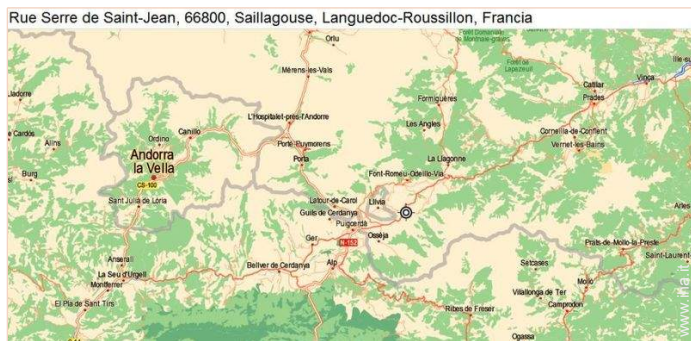 Rue Serre de Saint-Jean, 66800, Saillagouse, Languedoc-Roussillon, Francia
Orlu
Mérens-les-Vals
Vinça
Catllar
Prades
Formiguères
L'Hospitalet-près-l'Andorre
Les Angles
Corneilla-de-Conflent
Vernet-les-Bains
Alins
Ordino
Canillo
Porté-Puymorens
Porta
La Llagonne
Andorra
la Vella
CS-100
Burg
Font-Romeu-Odeillo-Via
Sant Julià de Loria
Latour-de-Carol
Llívia
Guils de Cerdanya
Puigcerdà
Osséja
N-152
Ger
Arles
Prats-de-Mollo-la-Preste
Saint-Laurent
Anserall
La Seu d'Urgell
Montferrer
Bellver de Cerdanya
Alp
Setcases
Molló
El Pla de Sant Tirs
Vilallonga de Ter
Camprodon
Ribes de Freser
Ogassa